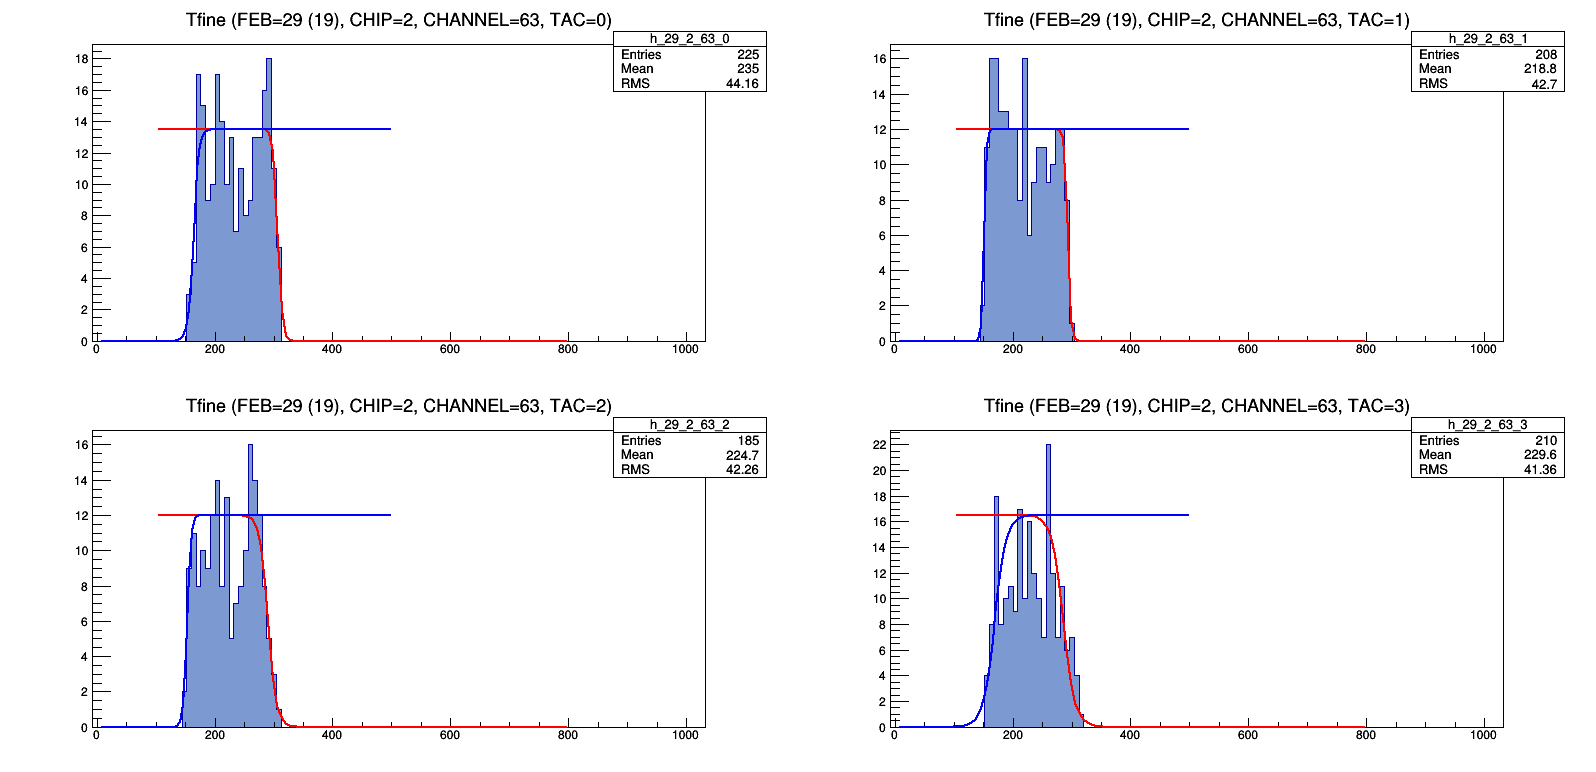 Tfine (FEB=29 (19), CHIP=2, CHANNEL=63, TAC=0)
h_29_2_63_0
Entries 225
Mean 235
RMS 44.16
18
16
14
12
10
8
6
4
2
0
0 200 400 600 800 1000
Tfine (FEB=29 (19), CHIP=2, CHANNEL=63, TAC=1)
h_29_2_63_1
Entries 208
Mean 218.8
RMS 42.7
16
14
12
10
8
6
4
2
0
0 200 400 600 800 1000
Tfine (FEB=29 (19), CHIP=2, CHANNEL=63, TAC=2)
h_29_2_63_2
Entries 185
Mean 224.7
RMS 42.26
16
14
12
10
8
6
4
2
0
0 200 400 600 800 1000
Tfine (FEB=29 (19), CHIP=2, CHANNEL=63, TAC=3)
h_29_2_63_3
Entries 210
Mean 229.6
RMS 41.36
22
20
18
16
14
12
10
8
6
4
2
0
0 200 400 600 800 1000